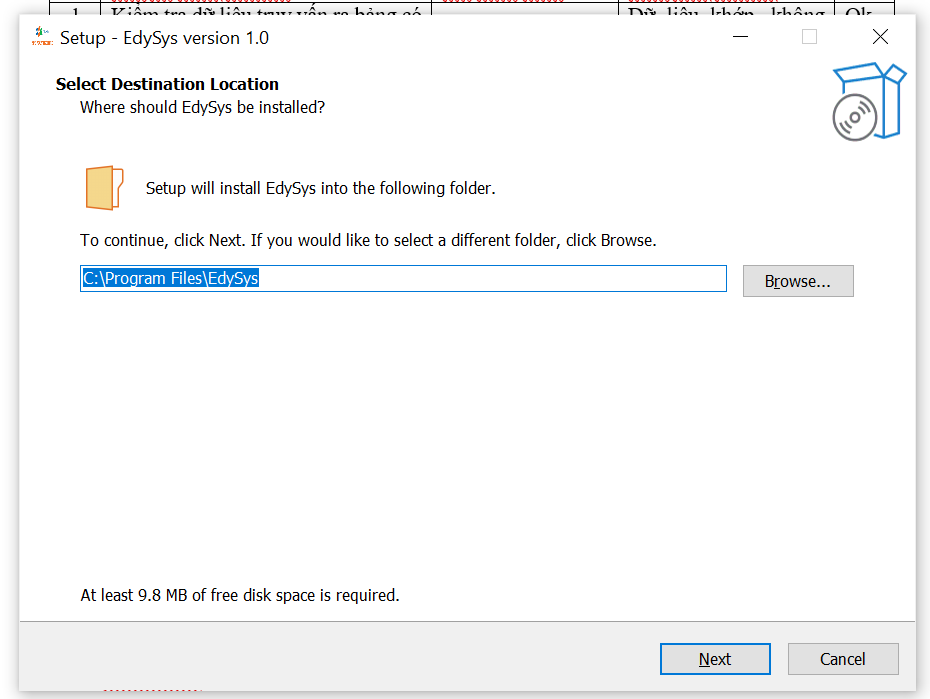 1 Kiểm tra dữ liệu truy vấn ra bảng có Dữ liệu khớp không Ok
Setup - EdySys version 1.0
Select Destination Location
Where should EdySys be installed?
Setup will install EdySys into the following folder.
To continue, click Next. If you would like to select a different folder, click Browse.
C:\Program Files\EdySys
Browse...
At least 9.8 MB of free disk space is required.
Next Cancel